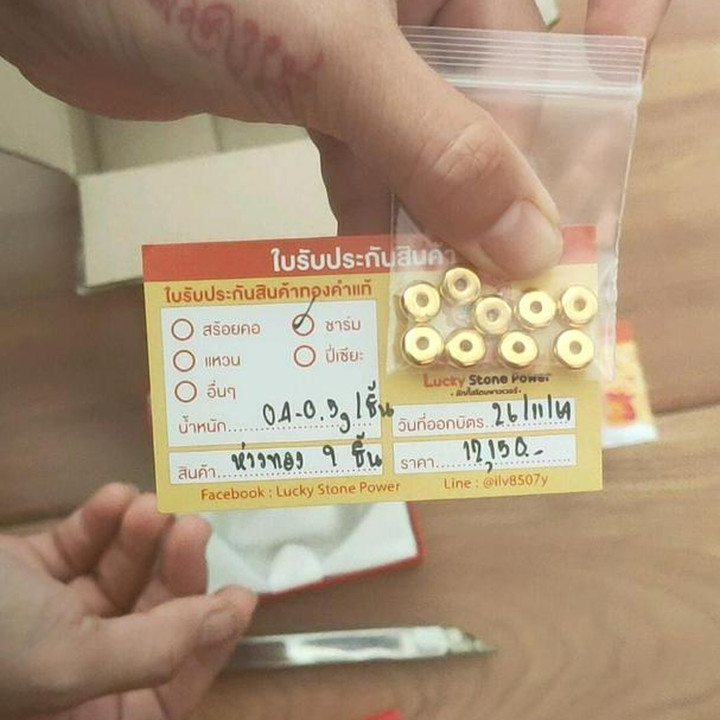 ใบรับประกันสินค้า
ใบรับประกันสินค้าทองคำแท้
สร้อยคอ
ชาร์ม
แหวน
ปี่เซียะ
อื่นๆ
Lucky Stone Power
น้ำหนัก
g/ชิ้น
วันที่ออกบัตร
26/11/
สินค้า
ห่วงทอง 9 ชิ้น
ราคา
12,150.-
Facebook : Lucky Stone Power
Line : @ilv8507y